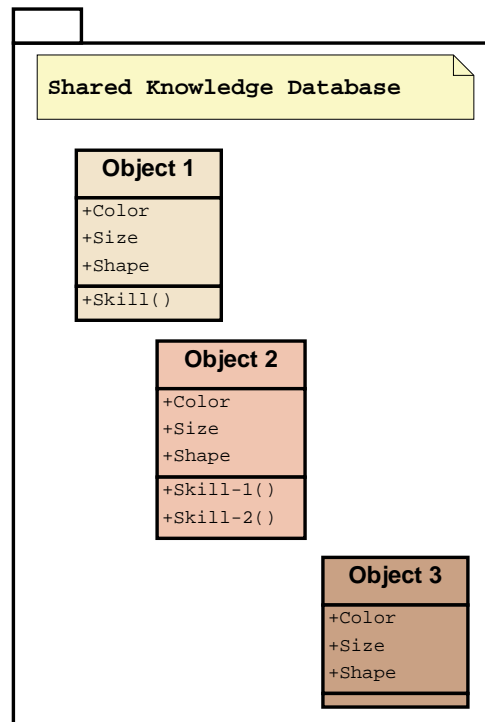 Shared Knowledge Database
Object 1
+Color
+Size
+Shape
+Skill()
Object 2
+Color
+Size
+Shape
+Skill-1()
+Skill-2()
Object 3
+Color
+Size
+Shape